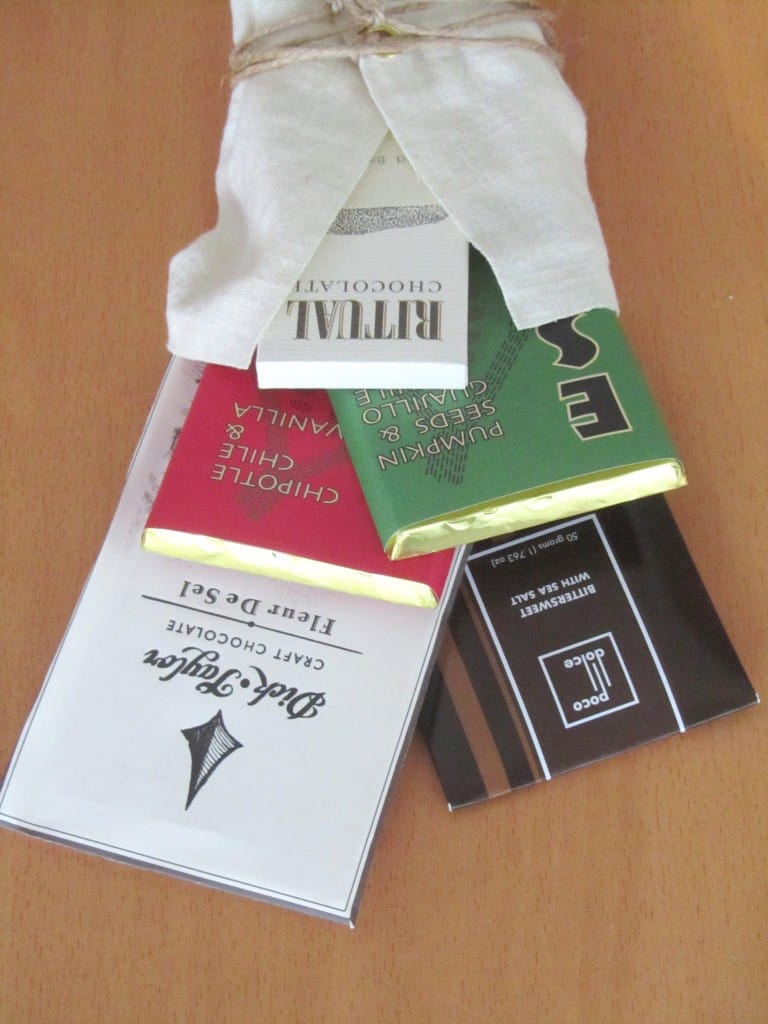 RITUAL
CHOCOLATE
CHIPOTLE
CHILE
&
VANILLA
PUMPKIN
SEEDS &
GUAJILLO
SE
Dick Taylor
CRAFT CHOCOLATE
Fleur De Sel
poco
dolce
BITTERSWEET
WITH SEA SALT
50 grams (1.763 oz)